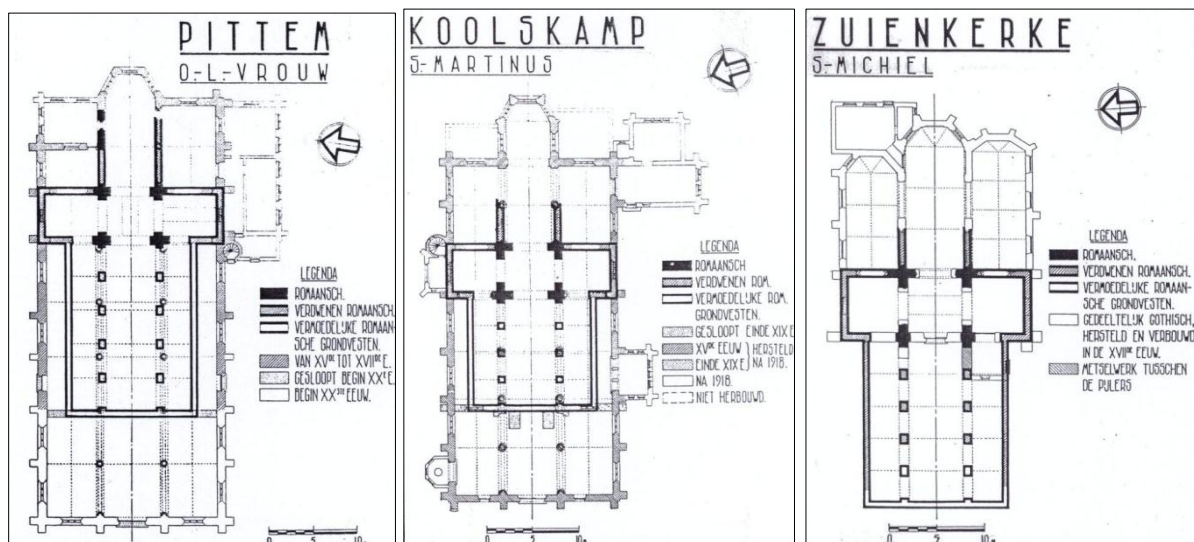 PITTEM
O.-L.-VROUW
LEGENDA
ROMAANSCH.
VERDWENEN ROMAANSCH.
VERMOEDELIJKE ROMAAN-
SCHE GRONDVESTEN.
VAN XVDE TOT XVIIDE E.
GESLOOPT BEGIN XXE E.
BEGIN XXSTE EEUW.
0 5 10
KOOLSKAMP
S.-MARTINUS
LEGENDA
ROMAANSCH
VERDWENEN ROM.
VERMOEDELIJKE ROM.
GRONDVESTEN.
GESLOOPT EINDE XIX E
XVDE EEUW } HERSTELD
EINDE XIX E } NA 1918.
NA 1918.
NIET HERBOUWD.
0 5 10
ZUIENKERKE
S.-MICHIEL
LEGENDA
ROMAANSCH.
VERDWENEN ROMAANSCH.
VERMOEDELIJKE ROMAAN-
SCHE GRONDVESTEN.
GEDEELTELIJK GOTHISCH,
HERSTELD EN VERBOUWD
IN DE XVIIDE EEUW.
METSELWERK TUSSCHEN
DE PIJLERS
0 5 10